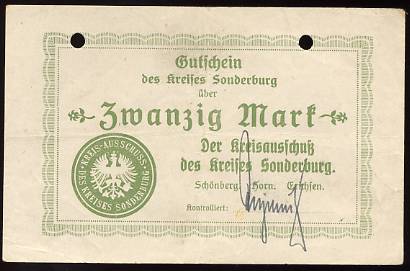 Gutschein
des Kreises Sonderburg
über
Zwanzig Mark
Der Kreisausschuß
des Kreises Sonderburg.
Schönberg. Horn. Erichsen.
Kontrolliert:
KREIS-AUSSCHUSS
DES KREISES SONDERBURG